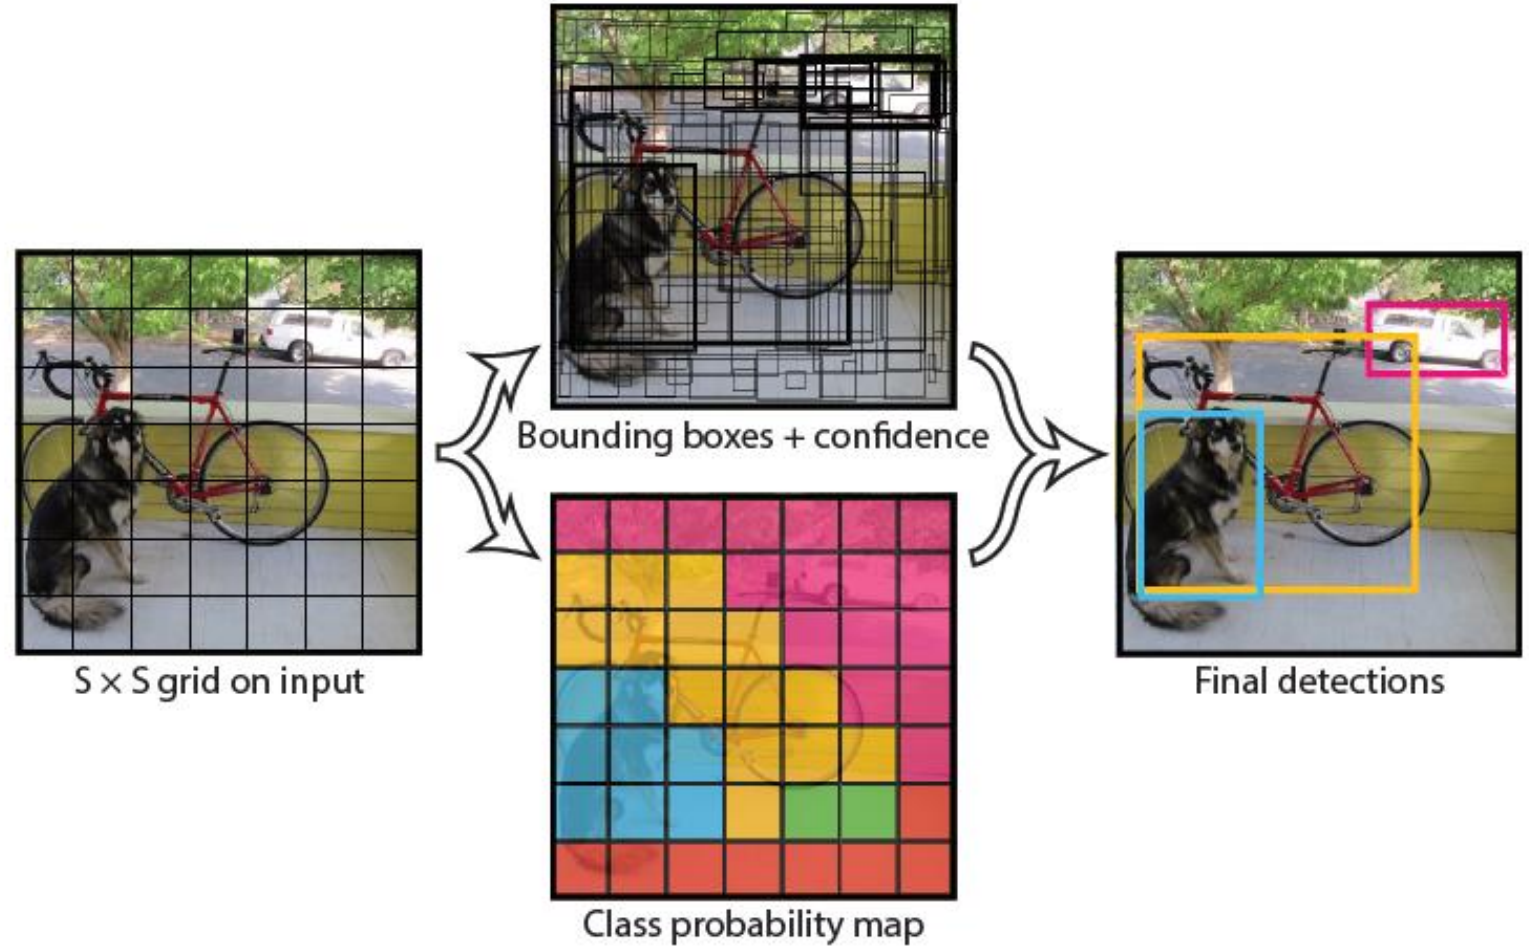 S × S grid on input
Bounding boxes + confidence
Class probability map
Final detections